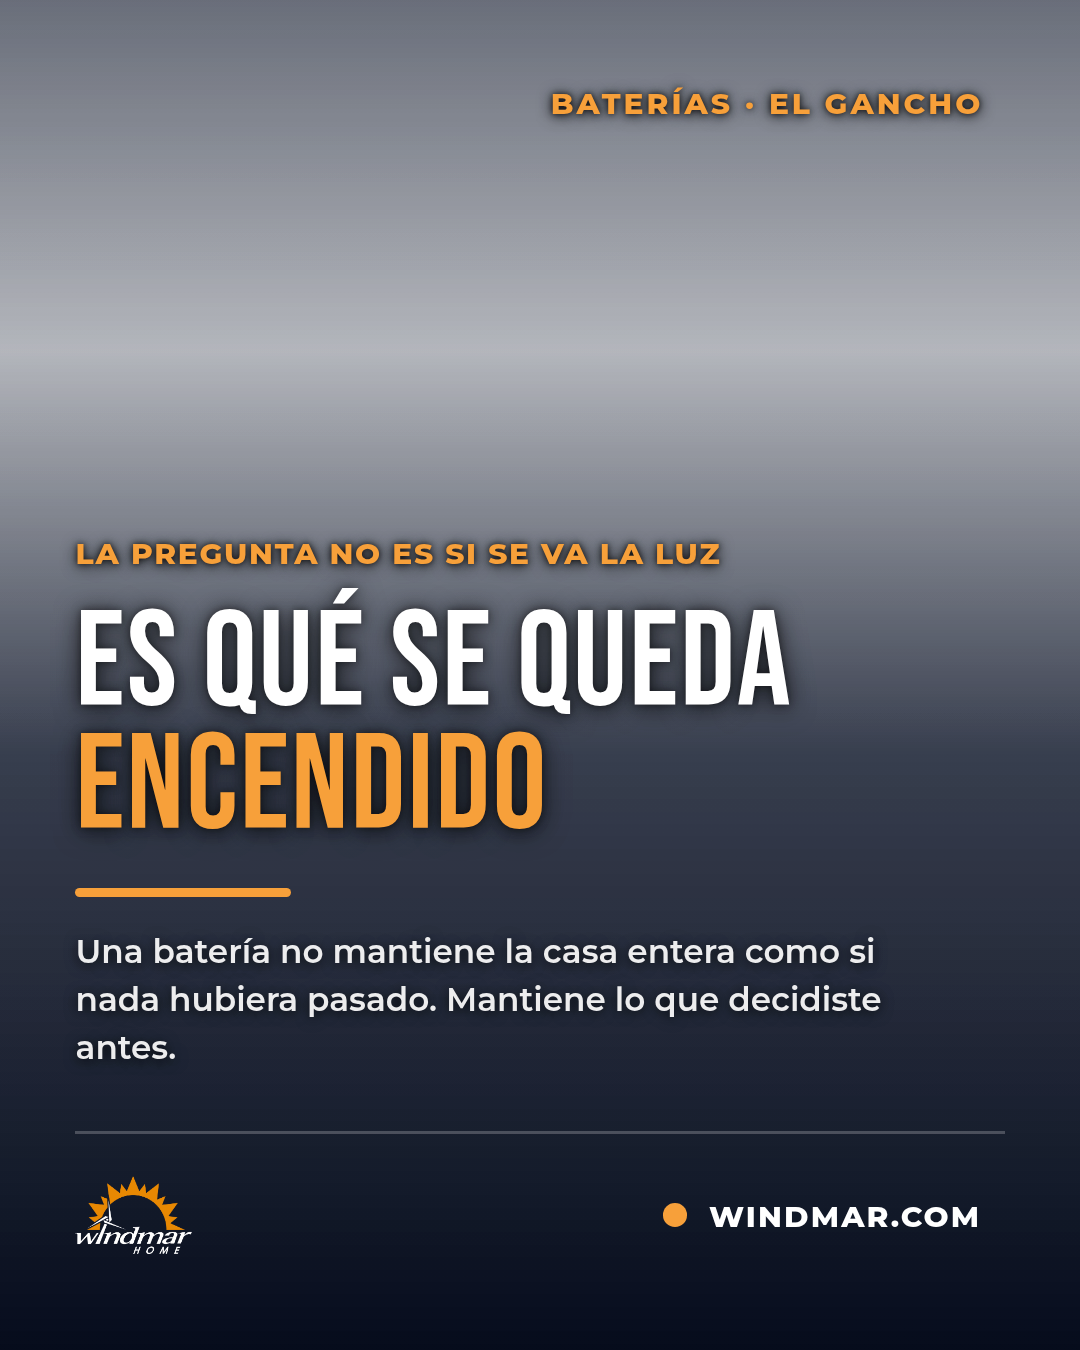 BATERÍAS • EL GANCHO
LA PREGUNTA NO ES SI SE VA LA LUZ
ES QUÉ SE QUEDA
ENCENDIDO
Una batería no mantiene la casa entera como si
nada hubiera pasado. Mantiene lo que decidiste
antes.
windmar
HOME
WINDMAR.COM